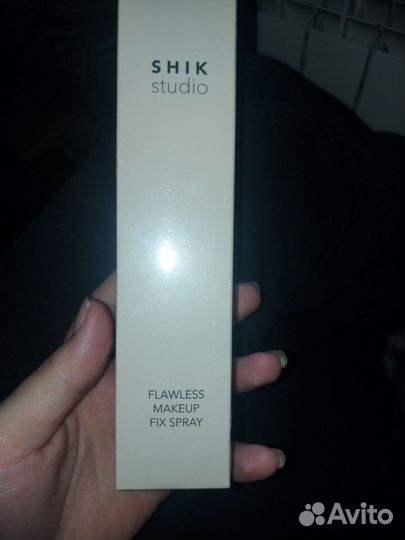 SHIK
studio
FLAWLESS
MAKEUP
FIX SPRAY
Avito